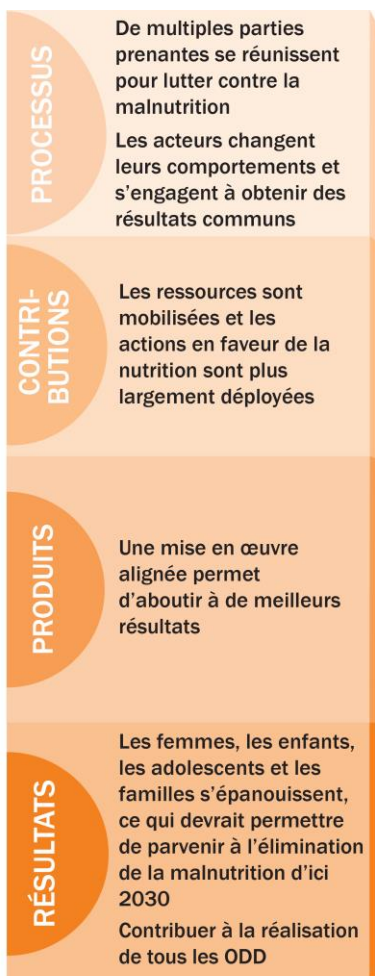 PROCESSUS
De multiples parties
prenantes se réunissent
pour lutter contre la
malnutrition
Les acteurs changent
leurs comportements et
s’engagent à obtenir des
résultats communs
CONTRI-
BUTIONS
Les ressources sont
mobilisées et les
actions en faveur de la
nutrition sont plus
largement déployées
PRODUITS
Une mise en œuvre
alignée permet
d’aboutir à de meilleurs
résultats
RÉSULTATS
Les femmes, les enfants,
les adolescents et les
familles s’épanouissent,
ce qui devrait permettre
de parvenir à l’élimination
de la malnutrition d’ici
2030
Contribuer à la réalisation
de tous les ODD